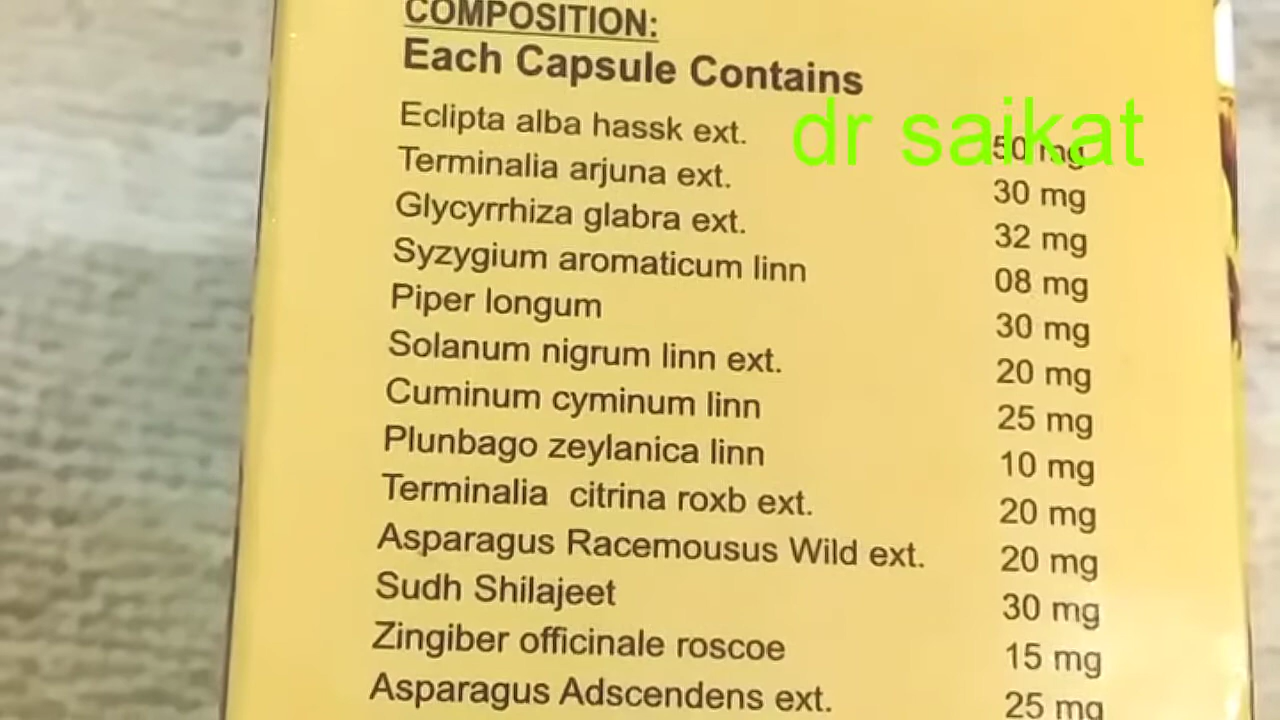 COMPOSITION:
Each Capsule Contains
dr saikat
Eclipta alba hassk ext. 50 mg
Terminalia arjuna ext. 30 mg
Glycyrrhiza glabra ext. 32 mg
Syzygium aromaticum linn 08 mg
Piper longum 30 mg
Solanum nigrum linn ext. 20 mg
Cuminum cyminum linn 25 mg
Plunbago zeylanica linn 10 mg
Terminalia citrina roxb ext. 20 mg
Asparagus Racemousus Wild ext. 20 mg
Sudh Shilajeet 30 mg
Zingiber officinale roscoe 15 mg
Asparagus Adscendens ext. 25 mg